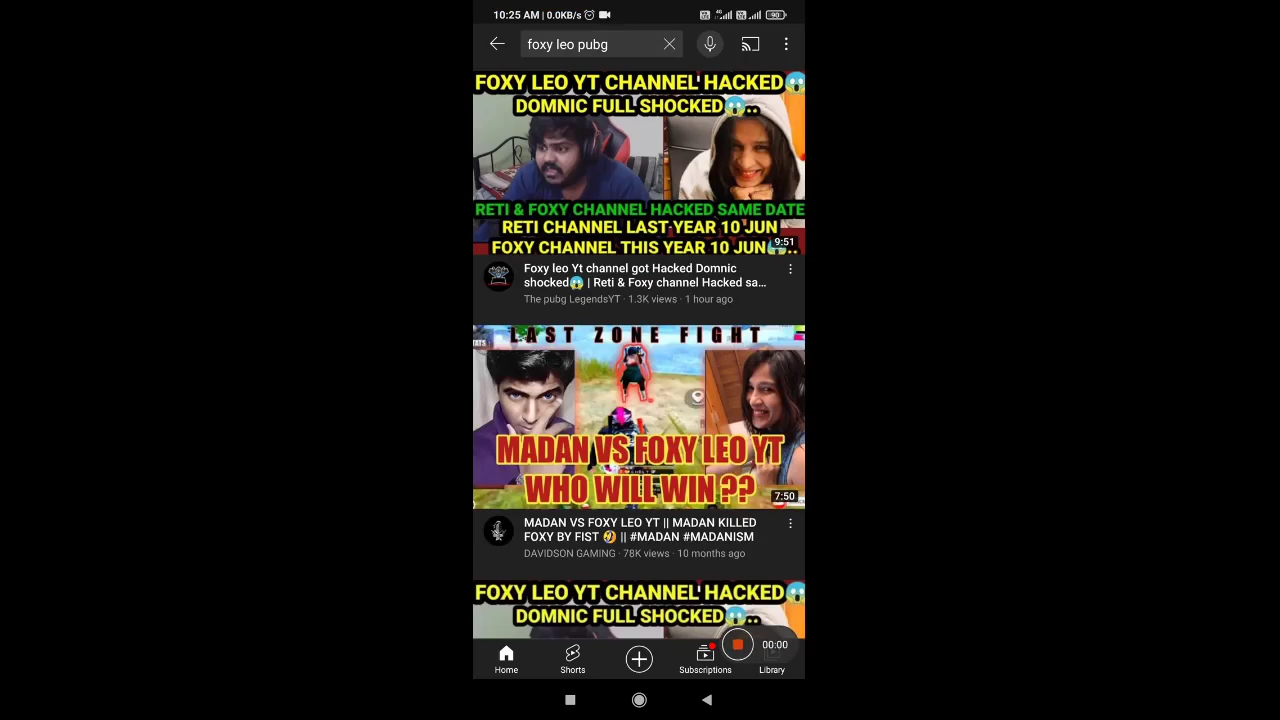 10:25 AM | 0.0KB/s
4G
90
foxy leo pubg
FOXY LEO YT CHANNEL HACKED😱
DOMNIC FULL SHOCKED😱..
RETI & FOXY CHANNEL HACKED SAME DATE
RETI CHANNEL LAST YEAR 10 JUN
FOXY CHANNEL THIS YEAR 10 JUN😱..
9:51
Foxy leo Yt channel got Hacked Domnic
shocked😱 | Reti & Foxy channel Hacked sa...
The pubg LegendsYT · 1.3K views · 1 hour ago
LAST ZONE FIGHT
MADAN VS FOXY LEO YT
WHO WILL WIN ??
7:50
MADAN VS FOXY LEO YT || MADAN KILLED
FOXY BY FIST 🤣 || #MADAN #MADANISM
DAVIDSON GAMING · 78K views · 10 months ago
FOXY LEO YT CHANNEL HACKED😱
DOMNIC FULL SHOCKED😱..
00:00
Home
Shorts
Subscriptions
Library